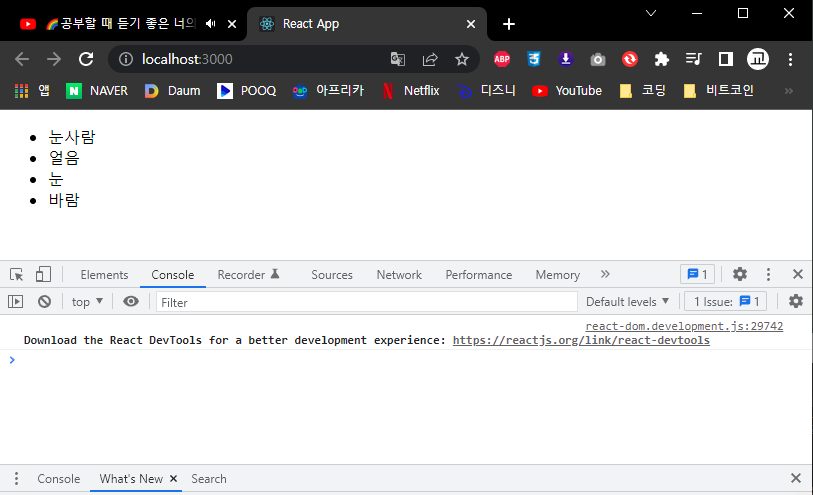 🌈공부할 때 듣기 좋은 너의
React App
localhost:3000
ABP
앱
NAVER
Daum
POOQ
아프리카
Netflix
디즈니
YouTube
코딩
비트코인
»
• 눈사람
• 얼음
• 눈
• 바람
Elements Console Recorder Sources Network Performance Memory » 1
top Filter Default levels 1 Issue: 1
react-dom.development.js:29742
Download the React DevTools for a better development experience: https://reactjs.org/link/react-devtools
Console What's New Search